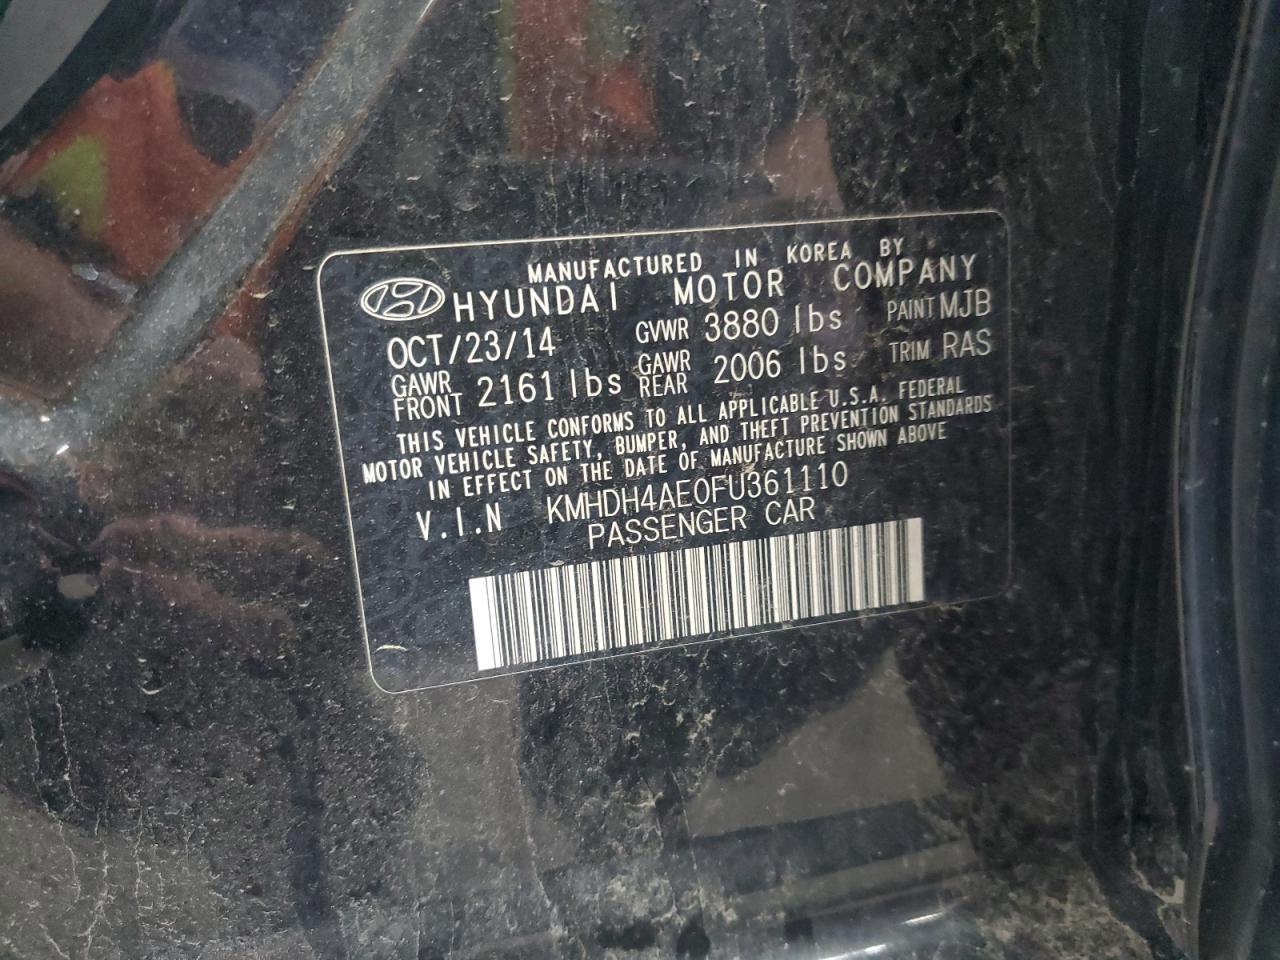 MANUFACTURED IN KOREA BY
HYUNDAI MOTOR COMPANY
OCT/23/14 GVWR 3880 lbs PAINT MJB
GAWR FRONT 2161 lbs GAWR REAR 2006 lbs TRIM RAS
THIS VEHICLE CONFORMS TO ALL APPLICABLE U.S.A. FEDERAL
MOTOR VEHICLE SAFETY, BUMPER, AND THEFT PREVENTION STANDARDS
IN EFFECT ON THE DATE OF MANUFACTURE SHOWN ABOVE
V.I.N KMHDH4AE0FU361110
PASSENGER CAR